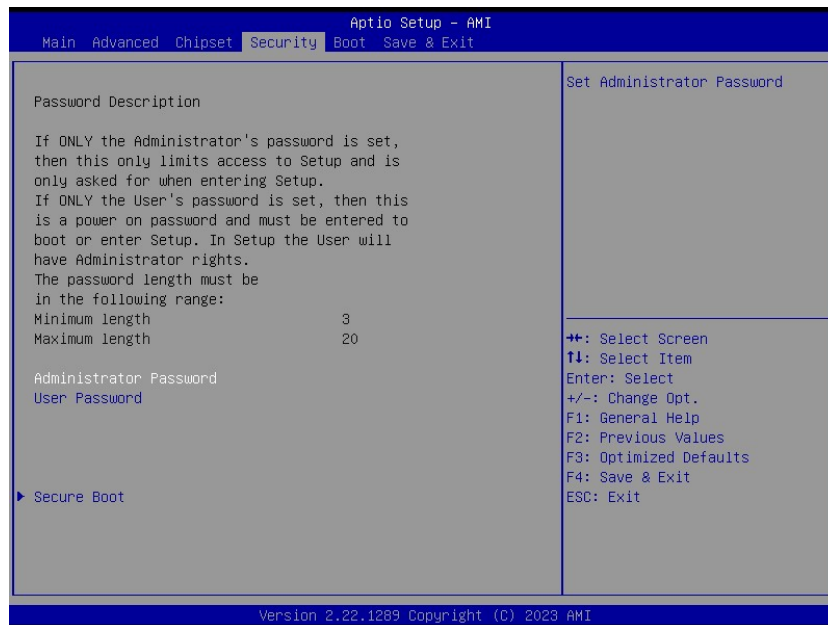 Aptio Setup – AMI
Main Advanced Chipset Security Boot Save & Exit
Password Description
If ONLY the Administrator's password is set,
then this only limits access to Setup and is
only asked for when entering Setup.
If ONLY the User's password is set, then this
is a power on password and must be entered to
boot or enter Setup. In Setup the User will
have Administrator rights.
The password length must be
in the following range:
Minimum length 3
Maximum length 20
Administrator Password
User Password
Secure Boot
Set Administrator Password
→←: Select Screen
↑↓: Select Item
Enter: Select
+/-: Change Opt.
F1: General Help
F2: Previous Values
F3: Optimized Defaults
F4: Save & Exit
ESC: Exit
Version 2.22.1289 Copyright (C) 2023 AMI